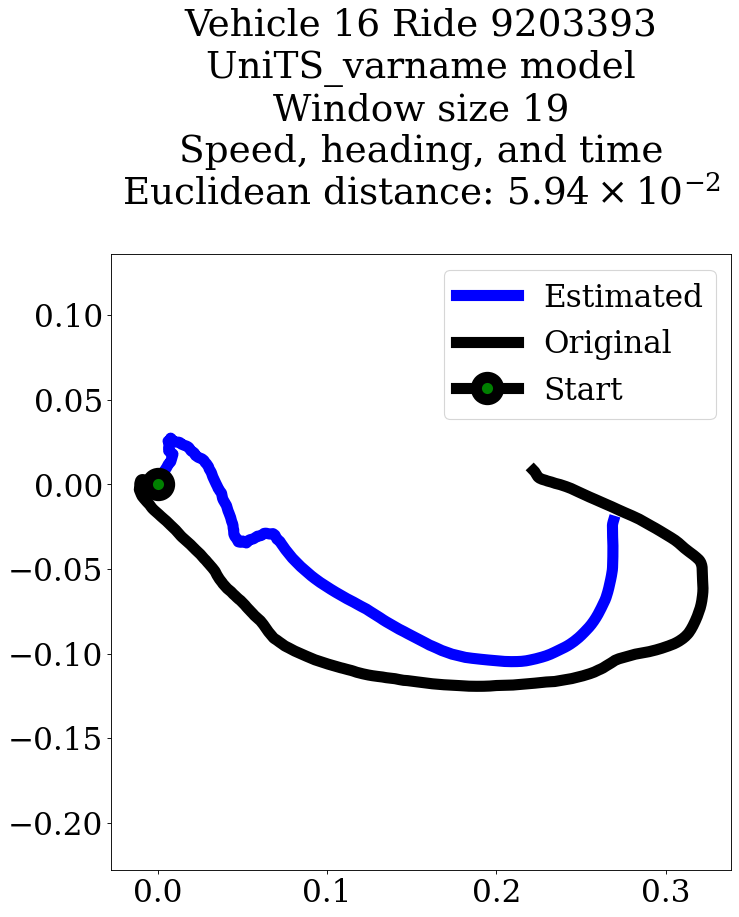 Vehicle 16 Ride 9203393
UniTS_varname model
Window size 19
Speed, heading, and time
Euclidean distance: 5.94 × 10⁻²
Estimated
Original
Start
0.10
0.05
0.00
−0.05
−0.10
−0.15
−0.20
0.0 0.1 0.2 0.3